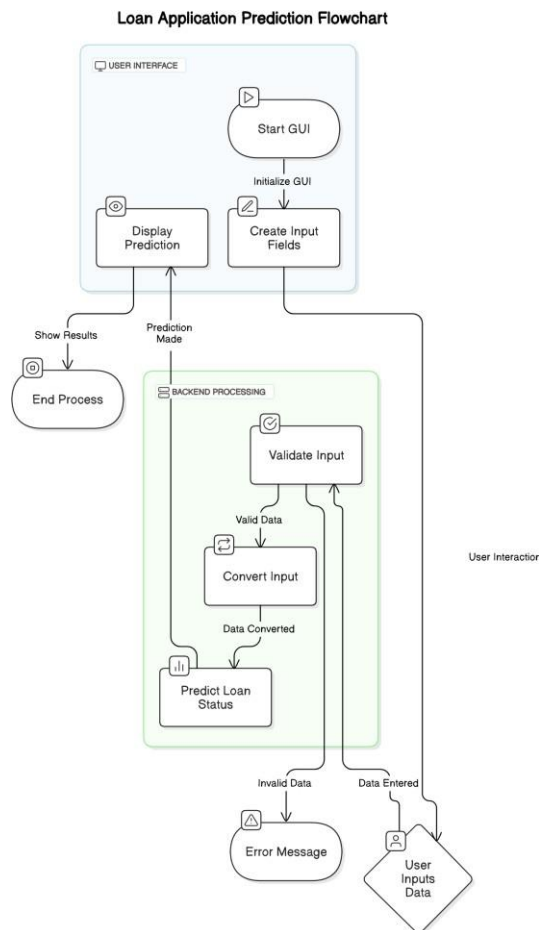 Loan Application Prediction Flowchart
USER INTERFACE
Start GUI
Initialize GUI
Display
Prediction
Create Input
Fields
Show Results
Prediction
Made
End Process
BACKEND PROCESSING
Validate Input
Valid Data
User Interaction
Convert Input
Data Converted
Predict Loan
Status
Invalid Data
Data Entered
Error Message
User
Inputs
Data